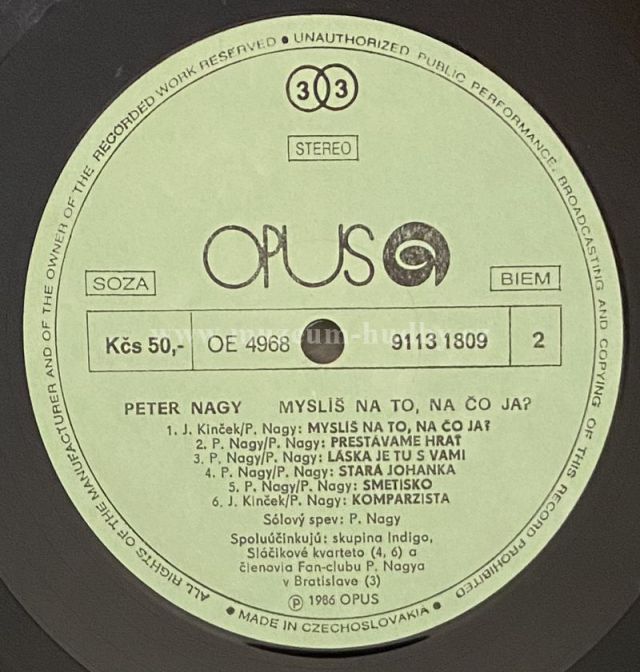 ALL RIGHTS OF THE MANUFACTURER AND OF THE OWNER OF THE RECORDED WORK RESERVED • UNAUTHORIZED PUBLIC PERFORMANCE, BROADCASTING AND COPYING OF THIS RECORD PROHIBITED
33
STEREO
OPUS
SOZA
BIEM
Kčs 50,- OE 4968 9113 1809 2
PETER NAGY MYSLÍŠ NA TO, NA ČO JA?
1. J. Kinček/P. Nagy: MYSLÍŠ NA TO, NA ČO JA?
2. P. Nagy/P. Nagy: PRESTÁVAME HRAŤ
3. P. Nagy/P. Nagy: LÁSKA JE TU S VAMI
4. P. Nagy/P. Nagy: STARÁ JOHANKA
5. P. Nagy/P. Nagy: SMETISKO
6. J. Kinček/P. Nagy: KOMPARZISTA
Sólový spev: P. Nagy
Spoluúčinkujú: skupina Indigo,
Sláčikové kvarteto (4, 6) a
členovia Fan-clubu P. Nagya
v Bratislave (3)
℗ 1986 OPUS
• MADE IN CZECHOSLOVAKIA •